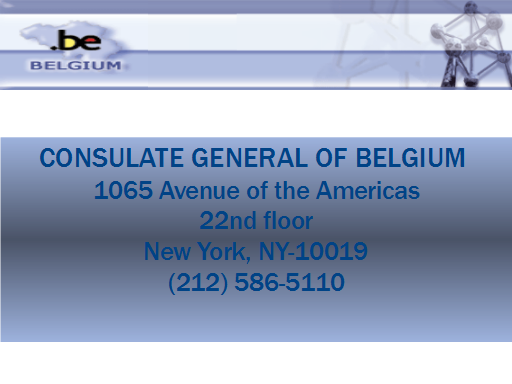 .be
BELGIUM
CONSULATE GENERAL OF BELGIUM
1065 Avenue of the Americas
22nd floor
New York, NY-10019
(212) 586-5110